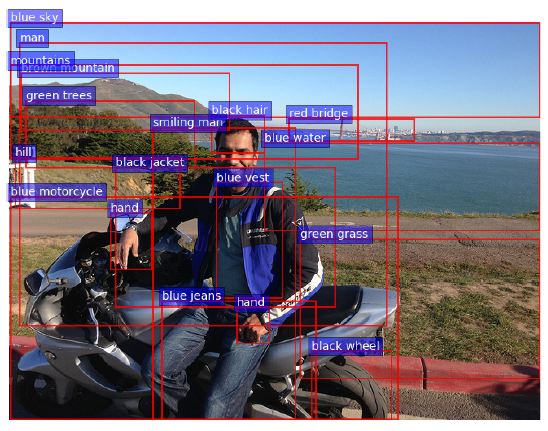 blue sky
man
mountains
brown mountain
green trees
black hair
red bridge
smiling man
blue water
hill
black jacket
blue motorcycle
blue vest
hand
green grass
blue jeans
hand
black wheel